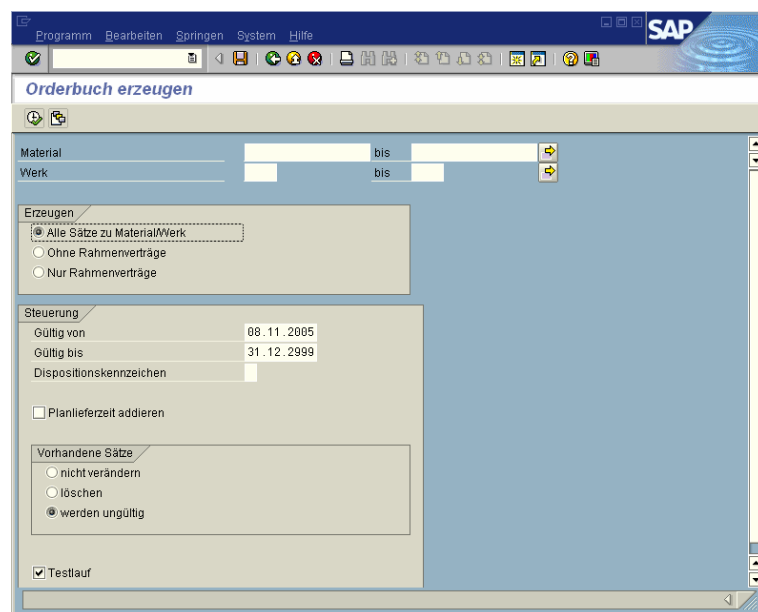 Programm Bearbeiten Springen System Hilfe
SAP
Orderbuch erzeugen
Material bis
Werk bis
Erzeugen
Alle Sätze zu Material/Werk
Ohne Rahmenverträge
Nur Rahmenverträge
Steuerung
Gültig von 08.11.2005
Gültig bis 31.12.2999
Dispositionskennzeichen
Planlieferzeit addieren
Vorhandene Sätze
nicht verändern
löschen
werden ungültig
Testlauf